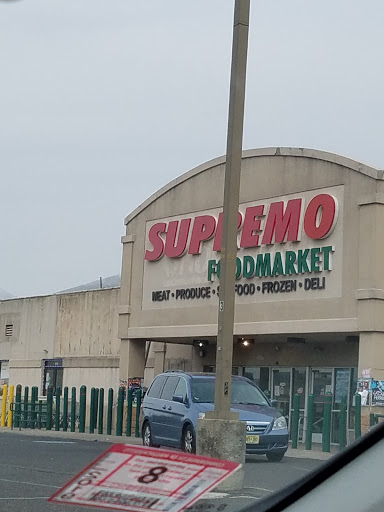 SUPREMO
FOODMARKET
MEAT • PRODUCE • SEAFOOD • FROZEN • DELI
8